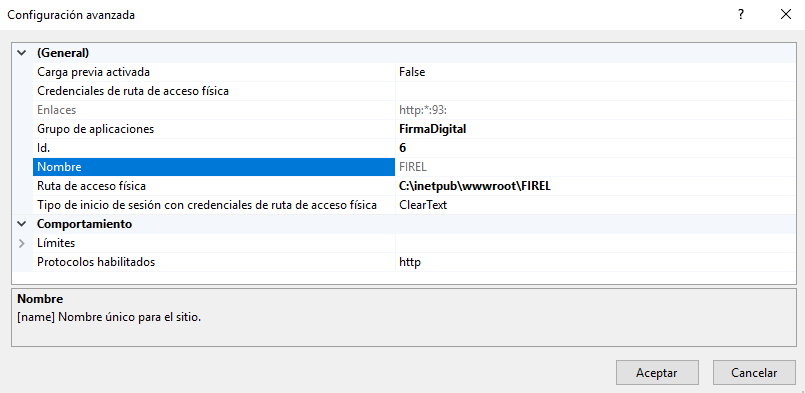 Configuración avanzada
(General)
Carga previa activada False
Credenciales de ruta de acceso física
Enlaces http:*:93:
Grupo de aplicaciones FirmaDigital
Id. 6
Nombre FIREL
Ruta de acceso física C:\inetpub\wwwroot\FIREL
Tipo de inicio de sesión con credenciales de ruta de acceso física ClearText
Comportamiento
Límites
Protocolos habilitados http
Nombre
[name] Nombre único para el sitio.
Aceptar Cancelar